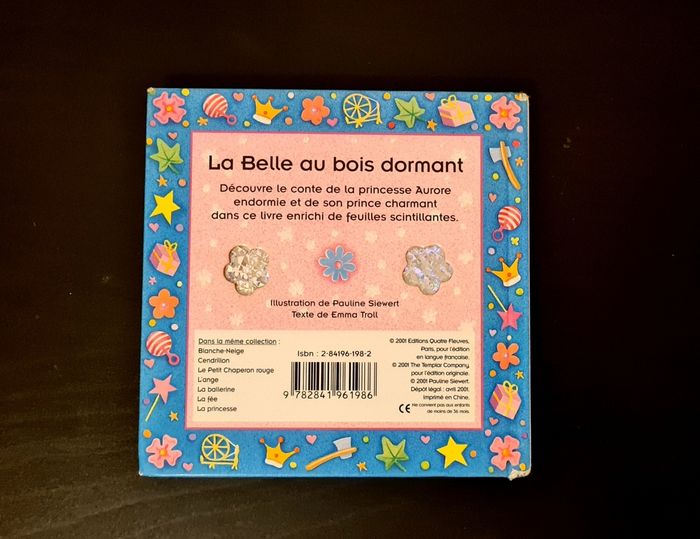 La Belle au bois dormant
Découvre le conte de la princesse Aurore
endormie et de son prince charmant
dans ce livre enrichi de feuilles scintillantes.
Illustration de Pauline Siewert
Texte de Emma Troll
Dans la même collection :
Blanche-Neige
Cendrillon
Le Petit Chaperon rouge
L'ange
La ballerine
La fée
La princesse
Isbn : 2-84196-198-2
9 782841 961986
© 2001 Editions Quatre Fleuves,
Paris, pour l'édition
en langue française.
© 2001 The Templar Company
pour l'édition originale.
© 2001 Pauline Siewert.
Dépôt légal : avril 2001.
Imprimé en Chine.
CE Ne convient pas aux enfants
de moins de 36 mois.